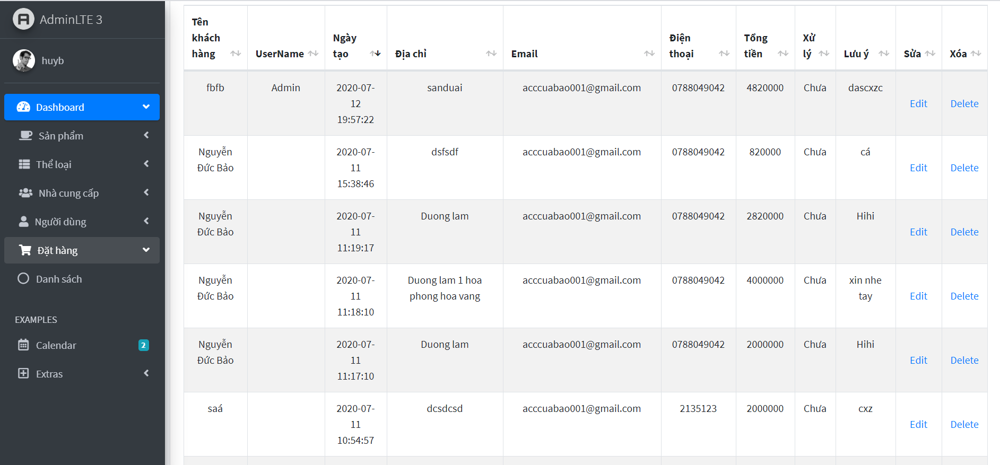 AdminLTE 3
huyb
Dashboard
Sản phẩm
Thể loại
Nhà cung cấp
Người dùng
Đặt hàng
Danh sách
EXAMPLES
Calendar 2
Extras
Tên
khách
hàng
UserName
Ngày
tạo
Địa chỉ
Email
Điện
thoại
Tổng
tiền
Xử
lý
Lưu ý
Sửa
Xóa
fbfb
Admin
2020-07-
12
19:57:22
sanduai
acccuabao001@gmail.com
0788049042
4820000
Chưa
dascxzc
Edit
Delete
Nguyễn
Đức Bảo
2020-07-
11
15:38:46
dsfsdf
acccuabao001@gmail.com
0788049042
820000
Chưa
cá
Edit
Delete
Nguyễn
Đức Bảo
2020-07-
11
11:19:17
Duong lam
acccuabao001@gmail.com
0788049042
2820000
Chưa
Hihi
Edit
Delete
Nguyễn
Đức Bảo
2020-07-
11
11:18:10
Duong lam 1 hoa
phong hoa vang
acccuabao001@gmail.com
0788049042
4000000
Chưa
xin nhe
tay
Edit
Delete
Nguyễn
Đức Bảo
2020-07-
11
11:17:10
Duong lam
acccuabao001@gmail.com
0788049042
2000000
Chưa
Hihi
Edit
Delete
saá
2020-07-
11
10:54:57
dcsdcsd
acccuabao001@gmail.com
2135123
2000000
Chưa
cxz
Edit
Delete